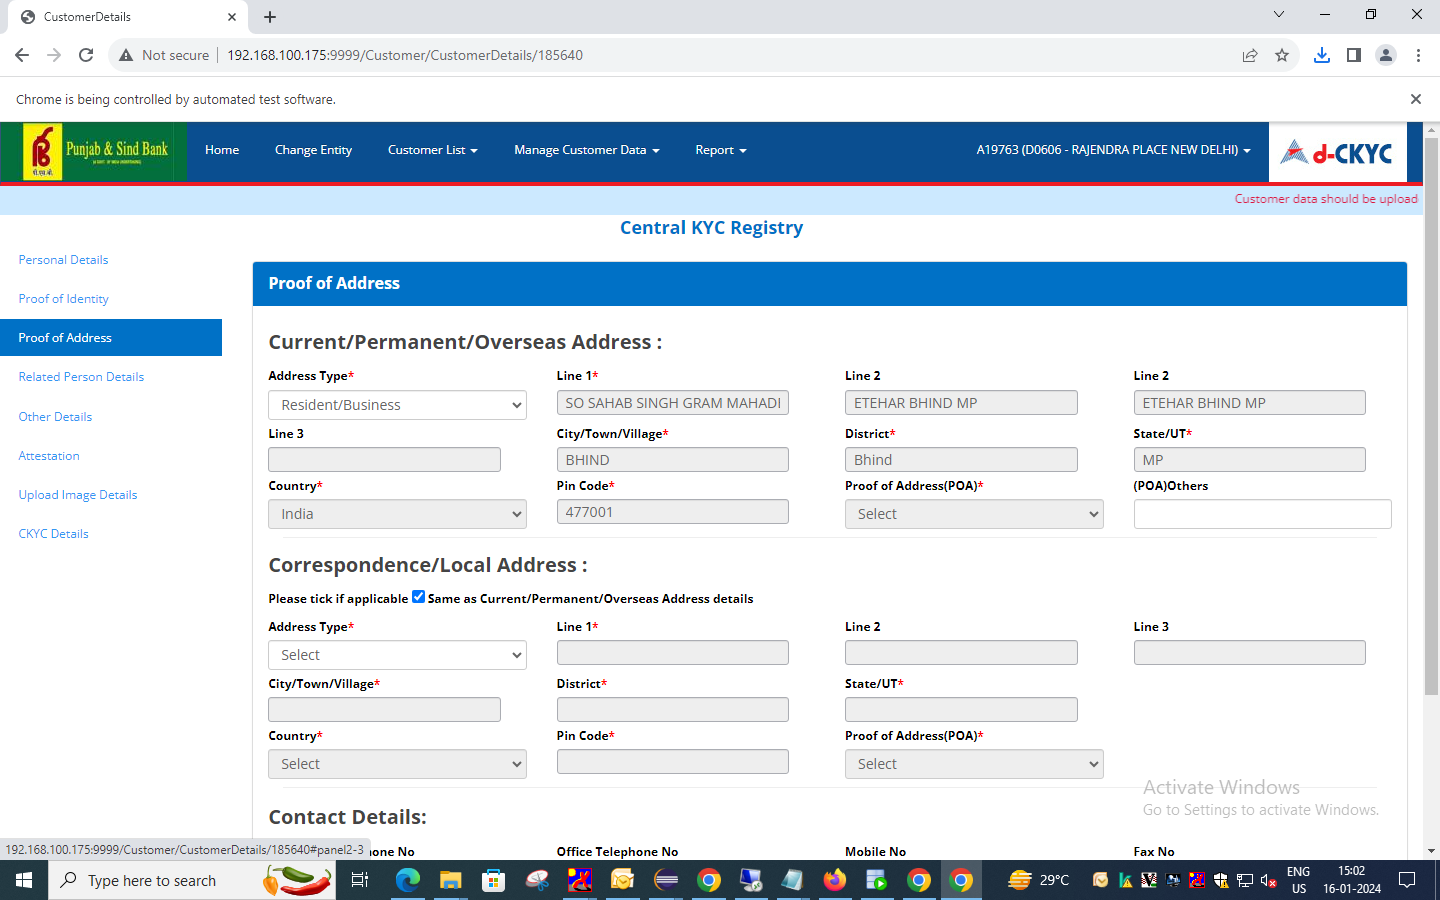 CustomerDetails
Not secure 192.168.100.175:9999/Customer/CustomerDetails/185640
Chrome is being controlled by automated test software.
पी.एस.बी. Punjab & Sind Bank Home Change Entity Customer List Manage Customer Data Report A19763 (D0606 - RAJENDRA PLACE NEW DELHI) d-CKYC
Customer data should be upload
Central KYC Registry
Personal Details
Proof of Identity
Proof of Address
Related Person Details
Other Details
Attestation
Upload Image Details
CKYC Details
Proof of Address
Current/Permanent/Overseas Address :
Address Type* Line 1* Line 2 Line 2
Resident/Business SO SAHAB SINGH GRAM MAHADI ETEHAR BHIND MP ETEHAR BHIND MP
Line 3 City/Town/Village* District* State/UT*
BHIND Bhind MP
Country* Pin Code* Proof of Address(POA)* (POA)Others
India 477001 Select
Correspondence/Local Address :
Please tick if applicable Same as Current/Permanent/Overseas Address details
Address Type* Line 1* Line 2 Line 3
Select
City/Town/Village* District* State/UT*
Country* Pin Code* Proof of Address(POA)*
Select Select
Contact Details:
Activate Windows
Go to Settings to activate Windows.
192.168.100.175:9999/Customer/CustomerDetails/185640#panel2-3
hone No Office Telephone No Mobile No Fax No
Type here to search 29°C ENG US 15:02 16-01-2024